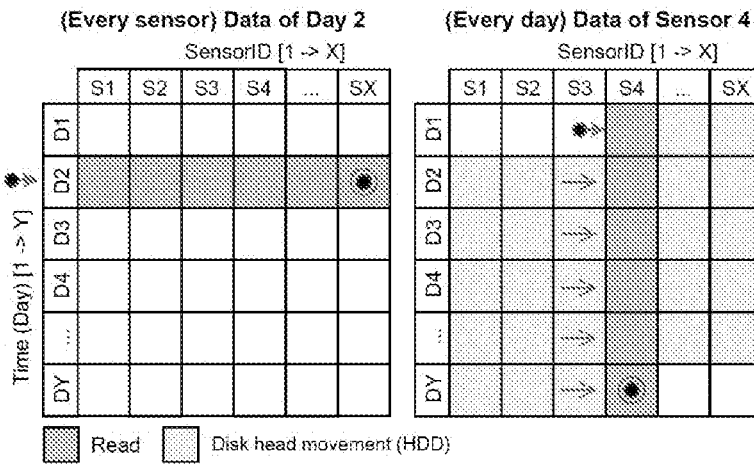 (Every sensor) Data of Day 2
(Every day) Data of Sensor 4
SensorID [1 -> X]
SensorID [1 -> X]
S1 S2 S3 S4 ... SX
S1 S2 S3 S4 ... SX
Time (Day) [1 -> Y]
D1
D2
D3
D4
...
DY
D1
D2
D3
D4
...
DY
Read
Disk head movement (HDD)